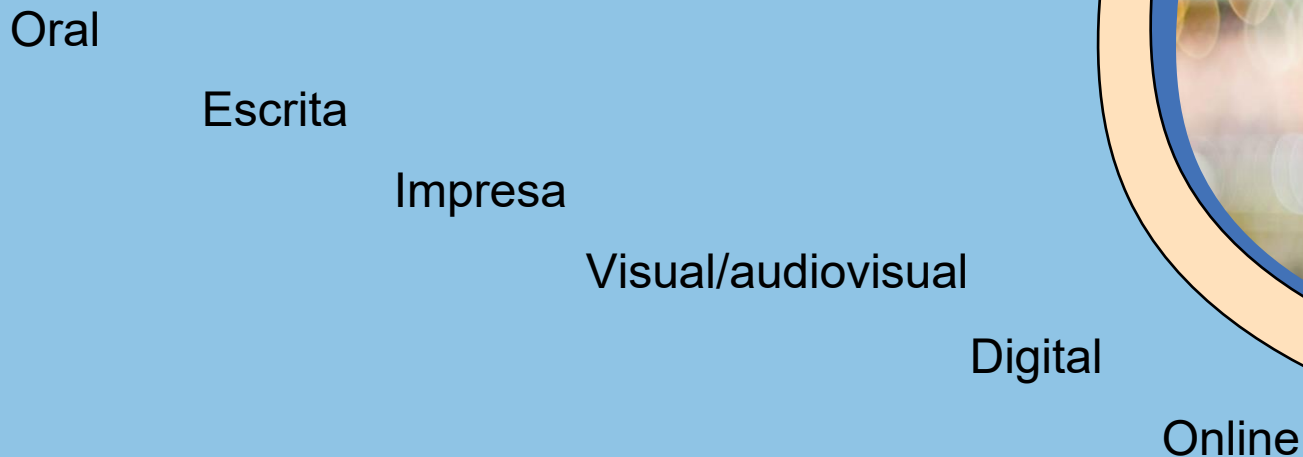 Oral
Escrita
Impresa
Visual/audiovisual
Digital
Online